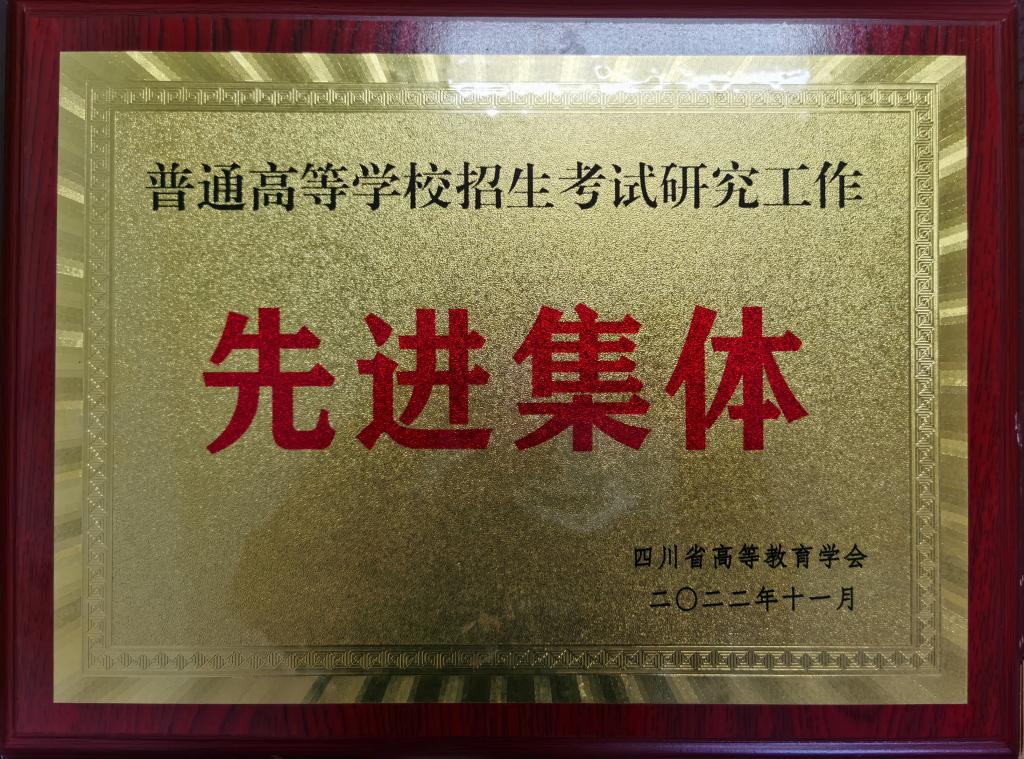 普通高等学校招生考试研究工作
先进集体
四川省高等教育学会
二〇二二年十一月